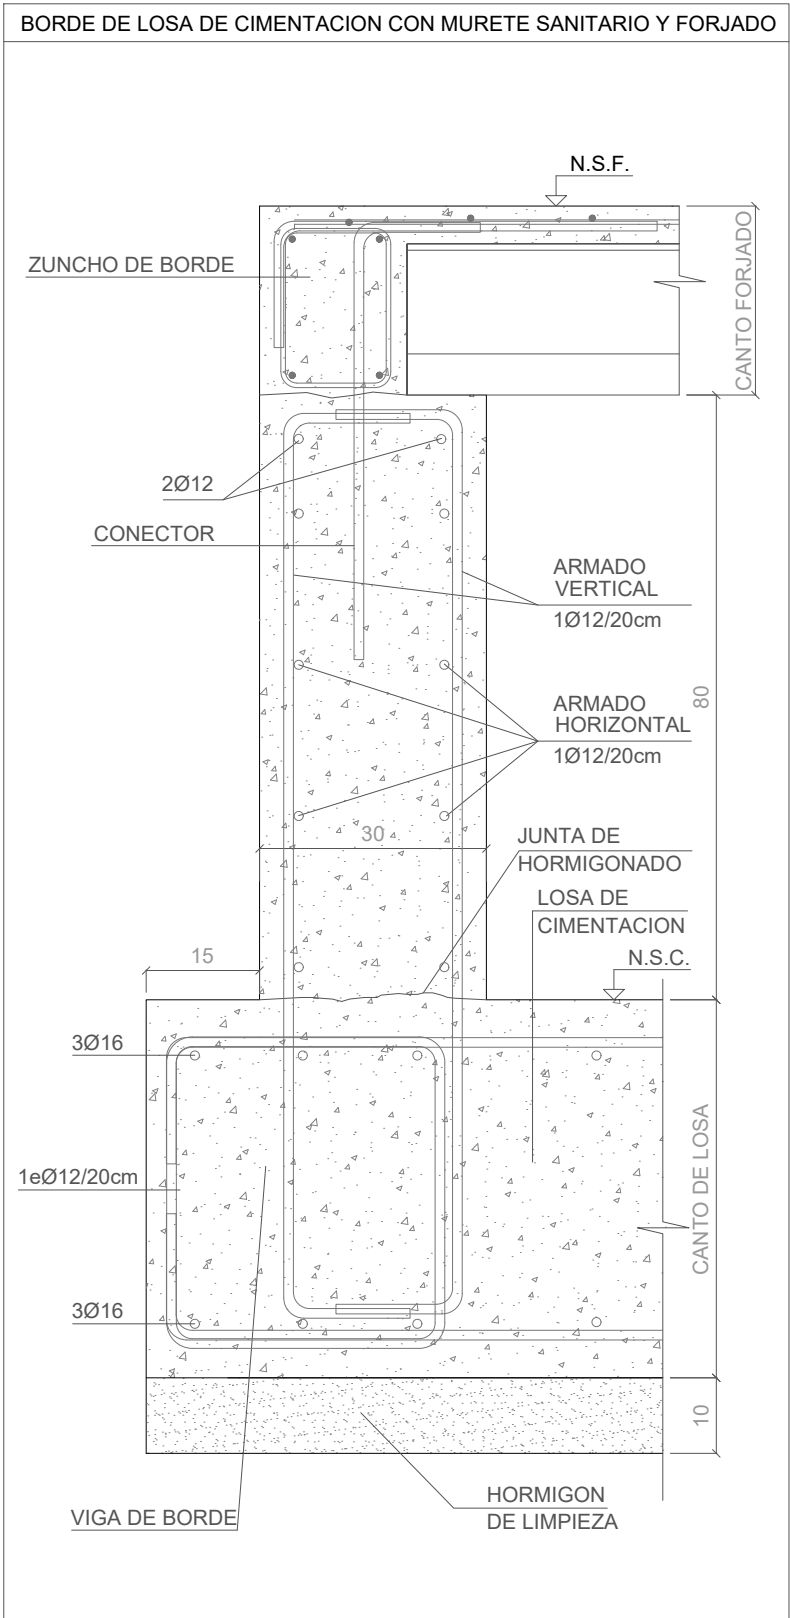 BORDE DE LOSA DE CIMENTACION CON MURETE SANITARIO Y FORJADO
N.S.F.
ZUNCHO DE BORDE
CANTO FORJADO
2Ø12
CONECTOR
ARMADO
VERTICAL
1Ø12/20cm
80
ARMADO
HORIZONTAL
1Ø12/20cm
30
JUNTA DE
HORMIGONADO
LOSA DE
CIMENTACION
15
N.S.C.
3Ø16
CANTO DE LOSA
1eØ12/20cm
3Ø16
10
HORMIGON
DE LIMPIEZA
VIGA DE BORDE